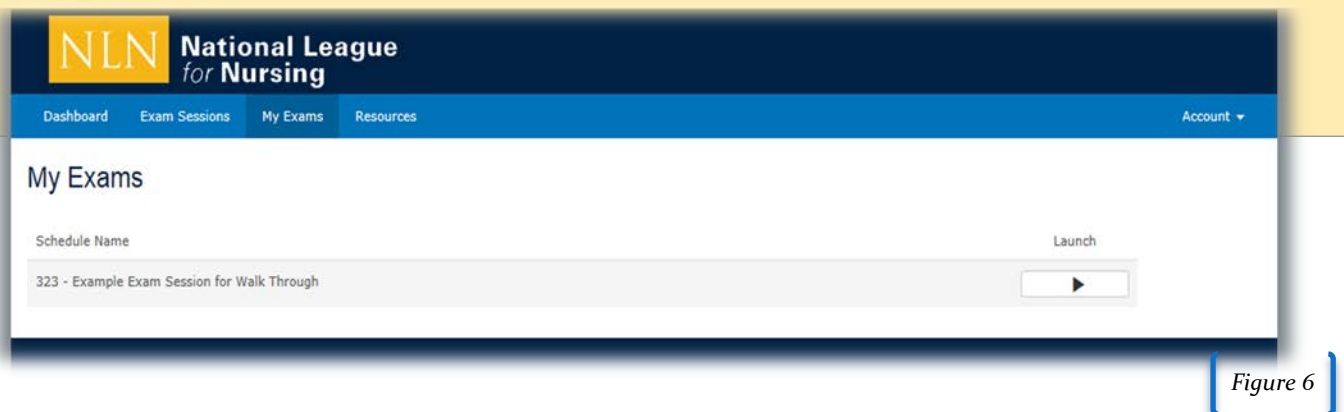 NLN National League
for Nursing
Dashboard Exam Sessions My Exams Resources Account
My Exams
Schedule Name Launch
323 - Example Exam Session for Walk Through
Figure 6